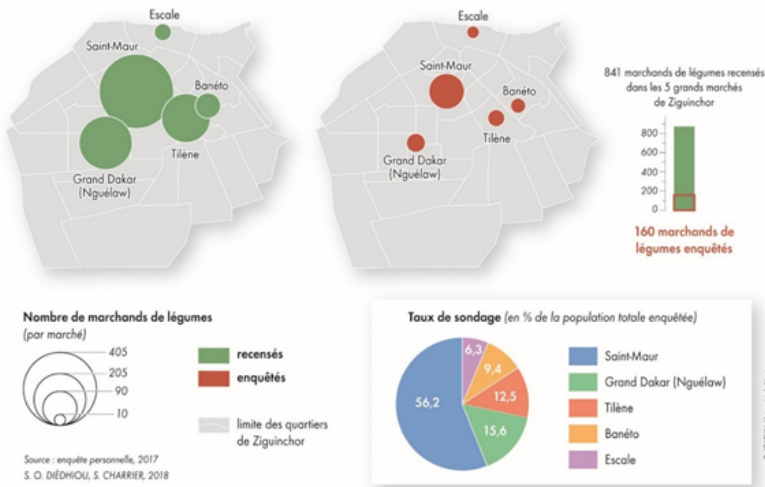 Escale
Saint-Maur
Banéto
Tilène
Grand Dakar
(Nguélaw)
Escale
Saint-Maur
Banéto
Tilène
Grand Dakar
(Nguélaw)
841 marchands de légumes recensés
dans les 5 grands marchés
de Ziguinchor
800
600
400
200
0
160 marchands de
légumes enquêtés
Nombre de marchands de légumes
(par marché)
405
205
90
10
recensés
enquêtés
limite des quartiers
de Ziguinchor
Source : enquête personnelle, 2017
S. O. DIÉDHIOU, S. CHARRIER, 2018
Taux de sondage (en % de la population totale enquêtée)
6,3
9,4
12,5
15,6
56,2
Saint-Maur
Grand Dakar (Nguélaw)
Tilène
Banéto
Escale